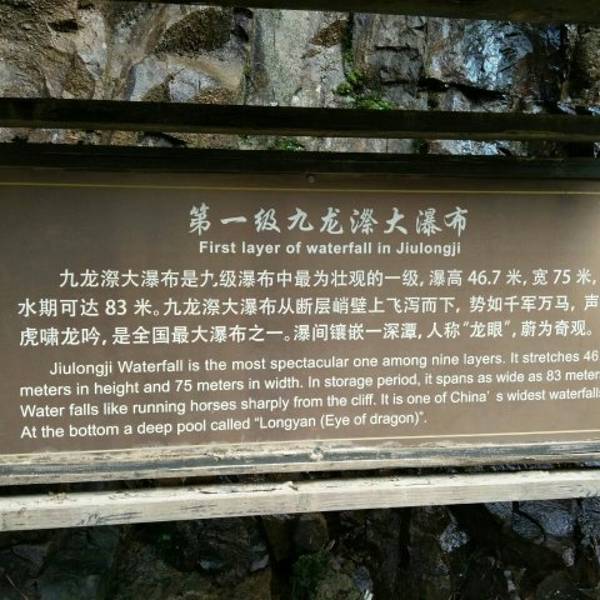 第一级九龙漈大瀑布
First layer of waterfall in Jiulongji
九龙漈大瀑布是九级瀑布中最为壮观的一级, 瀑高 46.7 米, 宽 75 米,
水期可达 83 米。九龙漈大瀑布从断层峭壁上飞泻而下, 势如千军万马, 声
虎啸龙吟, 是全国最大瀑布之一。瀑间镶嵌一深潭, 人称“龙眼”, 蔚为奇观。
Jiulongji Waterfall is the most spectacular one among nine layers. It stretches 46
meters in height and 75 meters in width. In storage period, it spans as wide as 83 meter
Water falls like running horses sharply from the cliff. It is one of China's widest waterfall
At the bottom a deep pool called “Longyan (Eye of dragon)”.